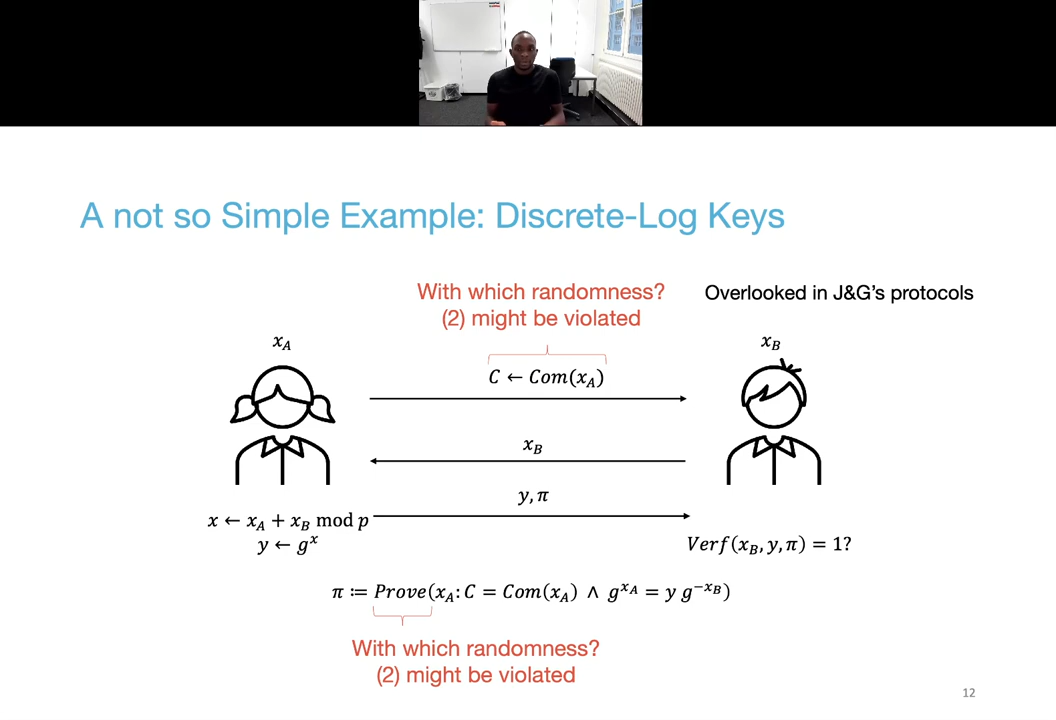 A not so Simple Example: Discrete-Log Keys
With which randomness?
(2) might be violated
Overlooked in J&G's protocols
x_A
x_B
C ← Com(x_A)
x_B
y, π
x ← x_A + x_B mod p
y ← g^x
Verf(x_B, y, π) = 1?
π ≔ Prove(x_A: C = Com(x_A) ∧ g^{x_A} = y g^{-x_B})
With which randomness?
(2) might be violated
12